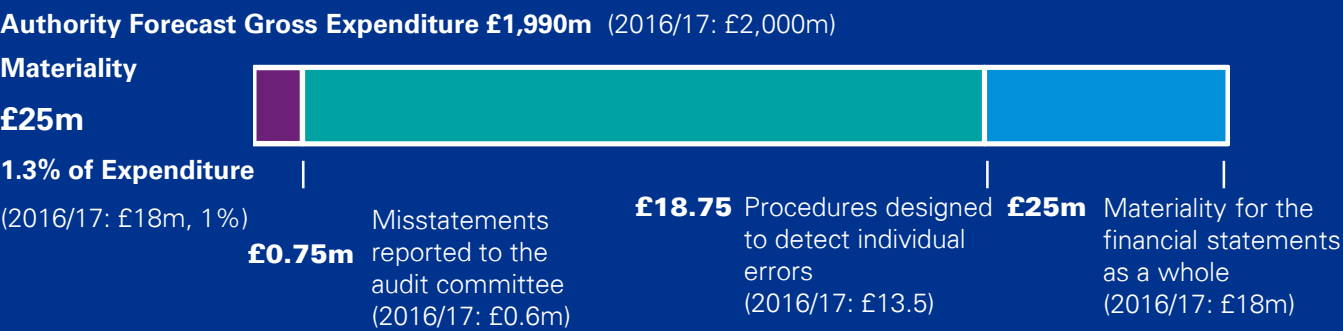 Authority Forecast Gross Expenditure £1,990m (2016/17: £2,000m)
Materiality
£25m
1.3% of Expenditure
(2016/17: £18m, 1%)
£0.75m
Misstatements
reported to the
audit committee
(2016/17: £0.6m)
£18.75
Procedures designed
to detect individual
errors
(2016/17: £13.5)
£25m
Materiality for the
financial statements
as a whole
(2016/17: £18m)